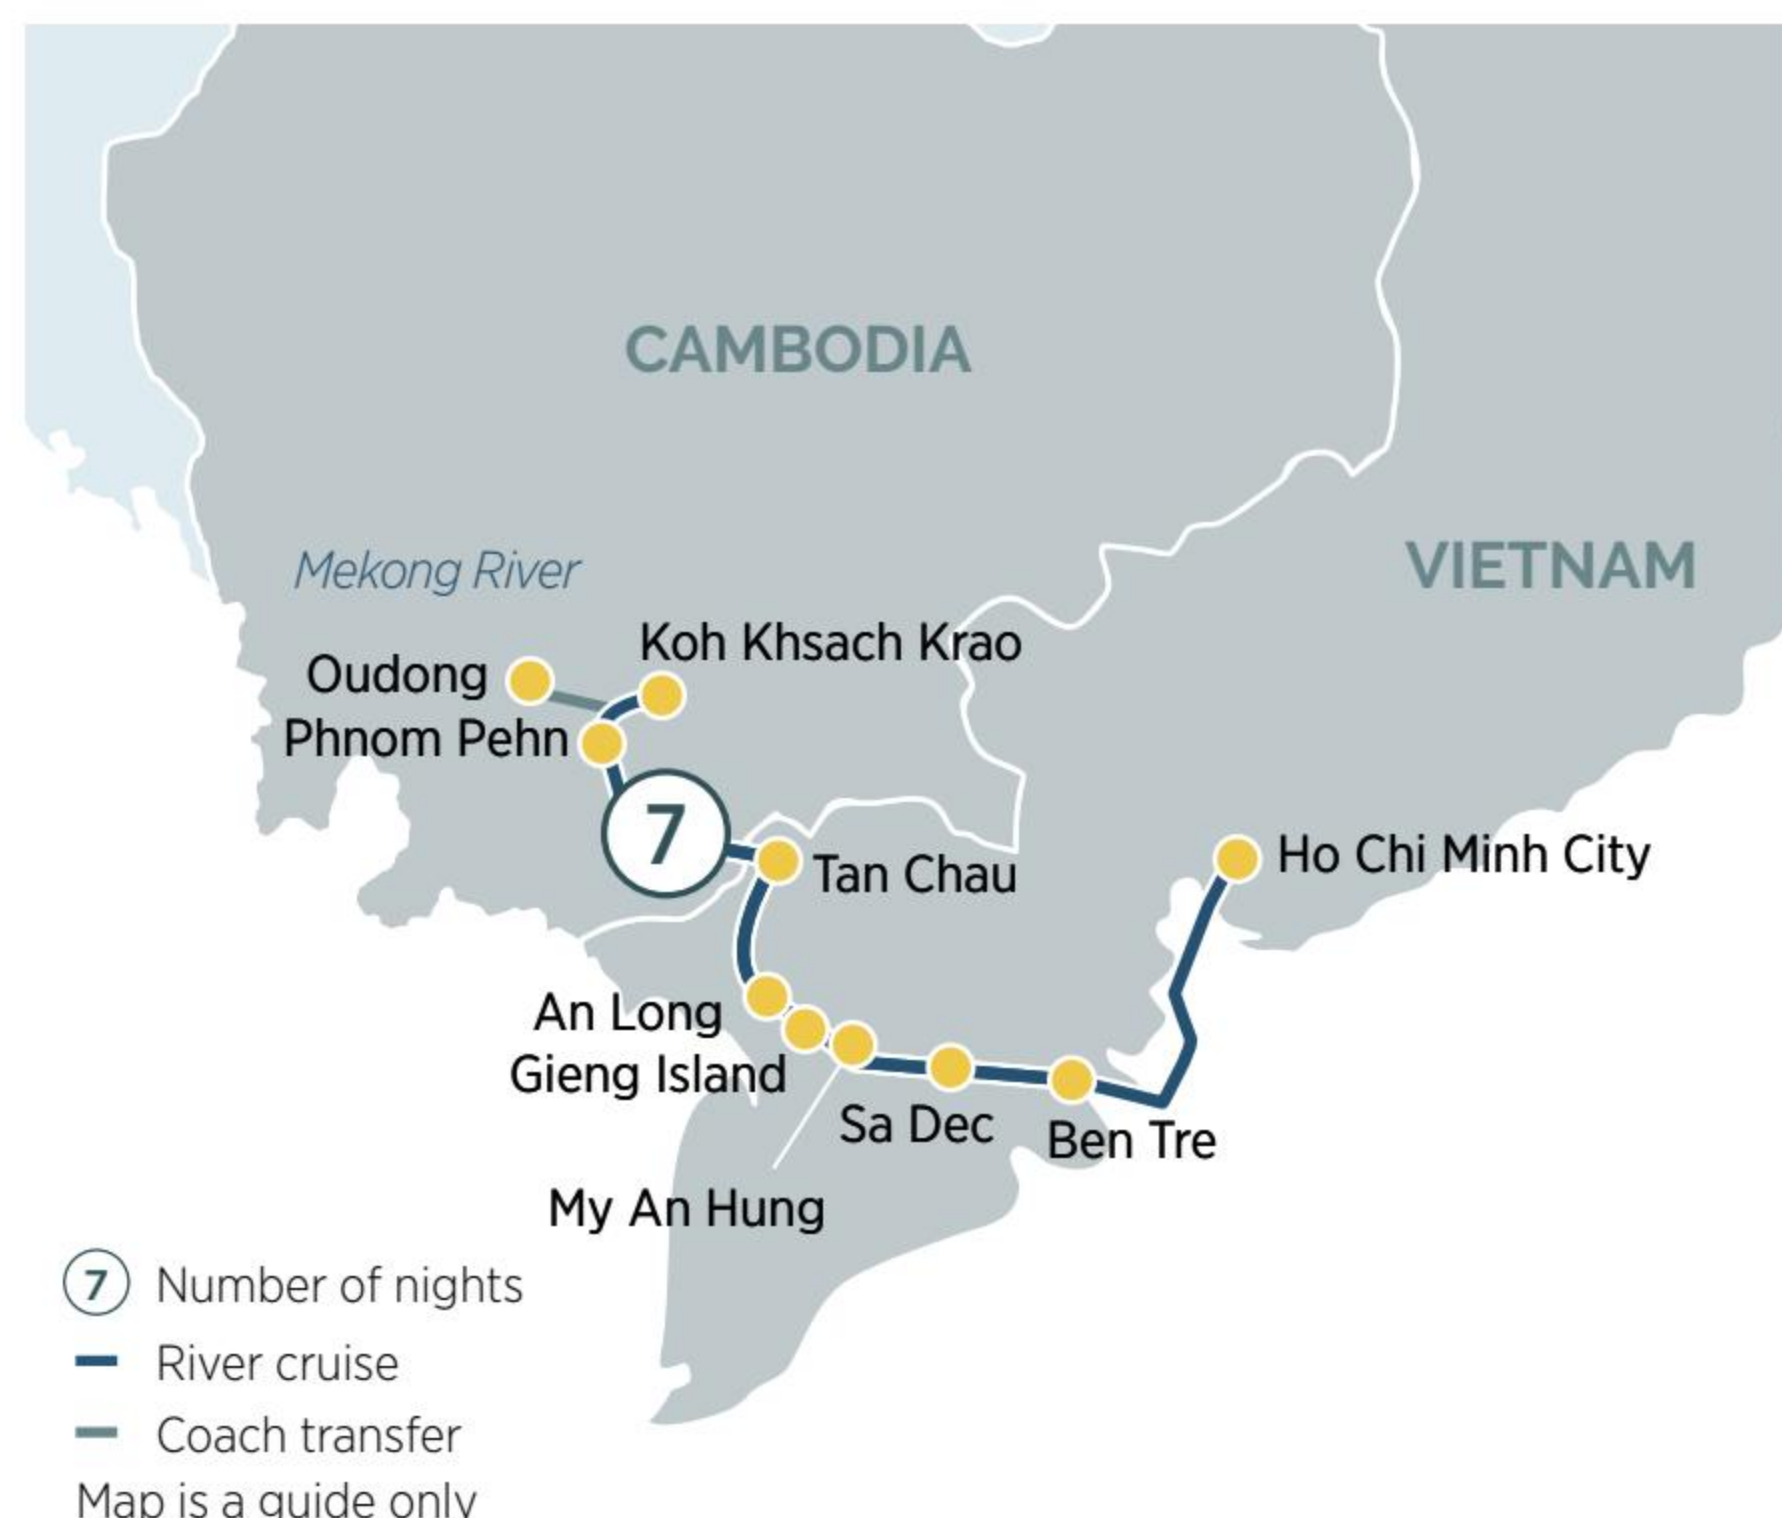 CAMBODIA
VIETNAM
Mekong River
Koh Khsach Krao
Oudong
Phnom Pehn
7
Tan Chau
Ho Chi Minh City
An Long
Gieng Island
Sa Dec
Ben Tre
My An Hung
7 Number of nights
River cruise
Coach transfer
Map is a guide only